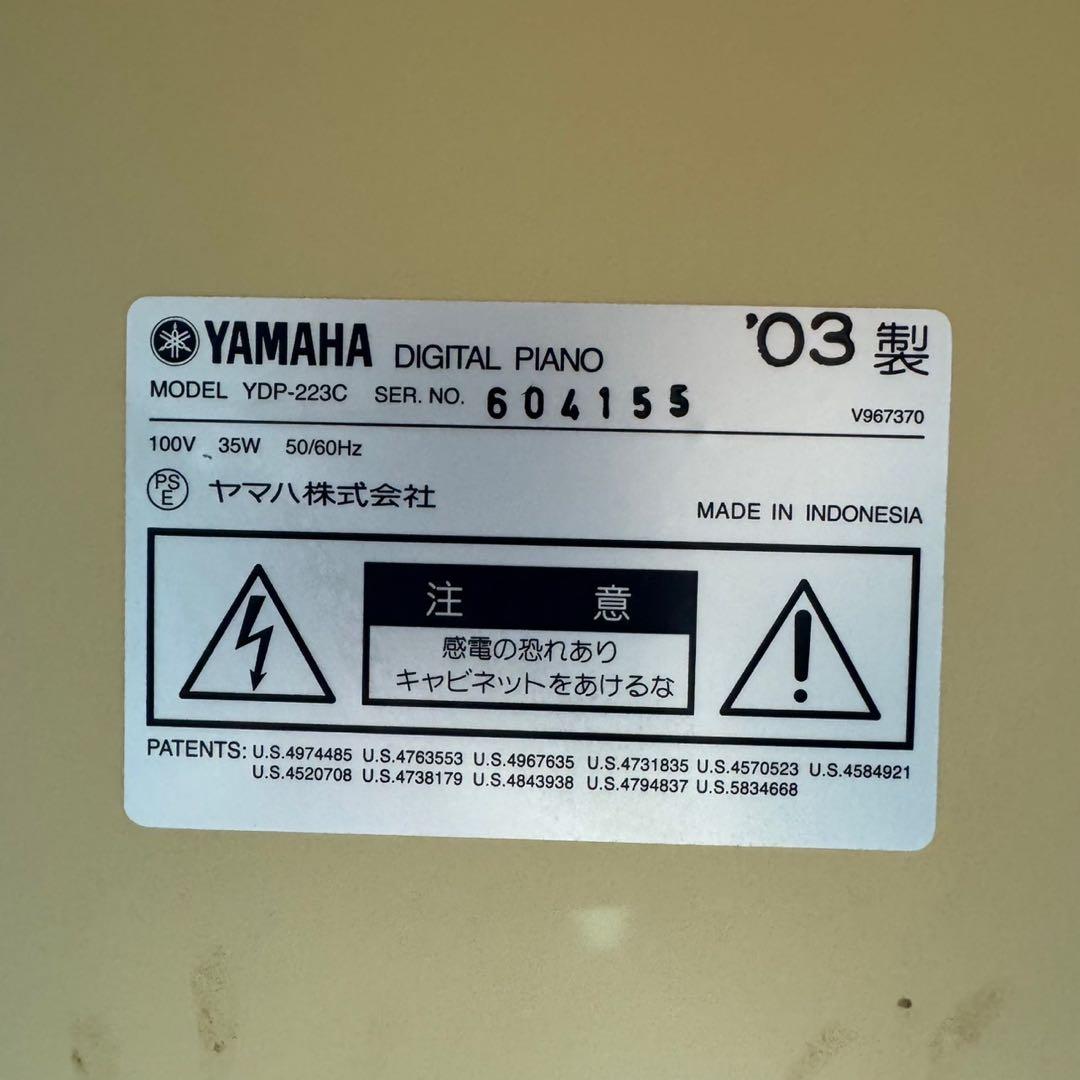 YAMAHA DIGITAL PIANO '03 製
MODEL YDP-223C SER. NO. 604155 V967370
100V 35W 50/60Hz
PSE ヤマハ株式会社
MADE IN INDONESIA
注意
感電の恐れあり
キャビネットをあけるな
PATENTS: U.S.4974485 U.S.4763553 U.S.4967635 U.S.4731835 U.S.4570523 U.S.4584921
U.S.4520708 U.S.4738179 U.S.4843938 U.S.4794837 U.S.5834668